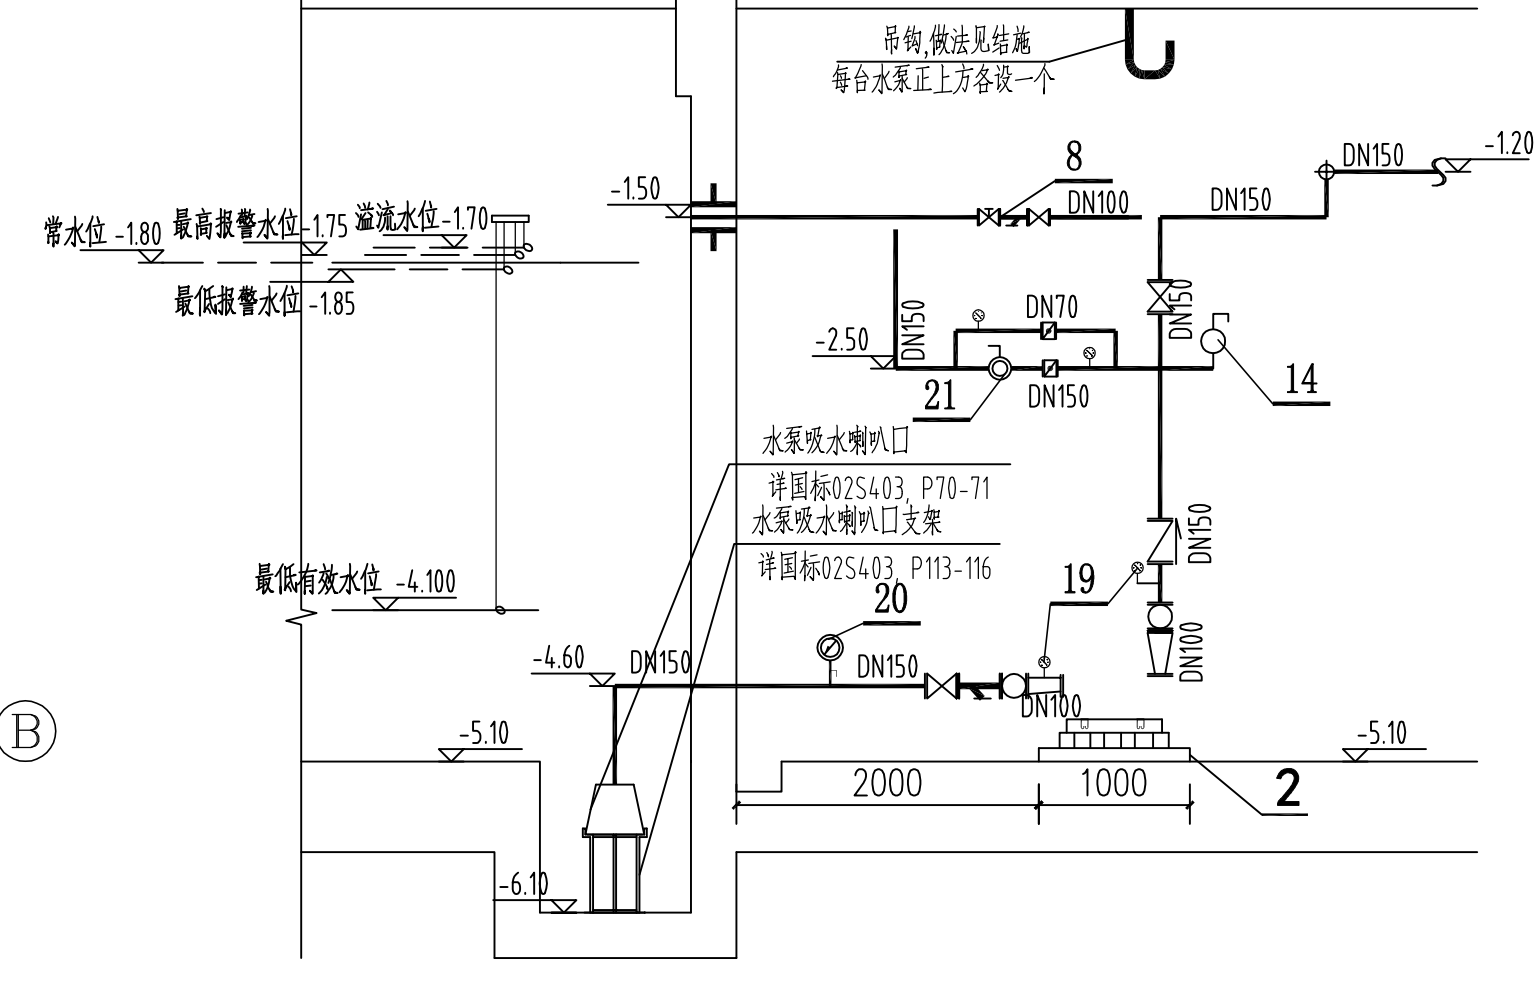 吊钩,做法见结施
每台水泵正上方各设一个
8
DN100
DN150
DN150
-1.20
-1.50
常水位 -1.80
最高报警水位-1.75
溢流水位-1.70
最低报警水位 -1.85
DN150
DN70
DN150
-2.50
21
DN150
14
水泵吸水喇叭口
详国标02S403, P70-71
水泵吸水喇叭口支架
详国标02S403, P113-116
DN150
最低有效水位 -4.100
20
19
DN100
-4.60
DN150
DN150
DN100
B
-5.10
-5.10
2000
1000
2
-6.10